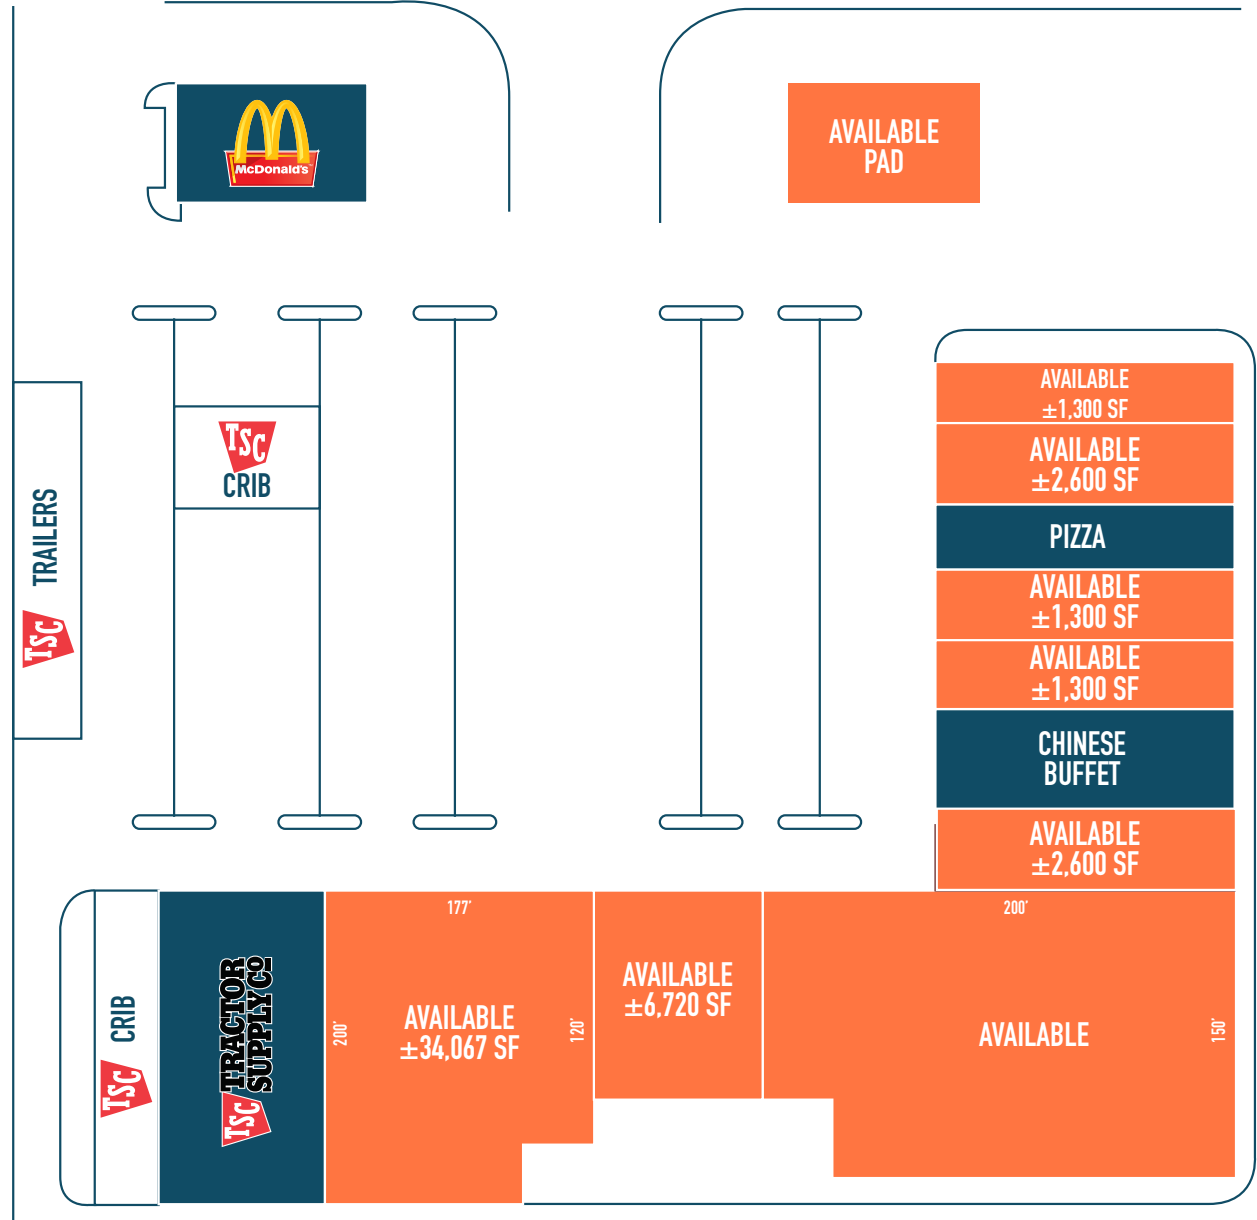 McDonald's
AVAILABLE
PAD
AVAILABLE
±1,300 SF
AVAILABLE
±2,600 SF
TSC
CRIB
PIZZA
TRAILERS
TSC
AVAILABLE
±1,300 SF
AVAILABLE
±1,300 SF
CHINESE
BUFFET
AVAILABLE
±2,600 SF
177'
200'
CRIB
TSC
TRACTOR
SUPPLY CO
TSC
200'
AVAILABLE
±34,067 SF
120'
AVAILABLE
±6,720 SF
AVAILABLE
150'